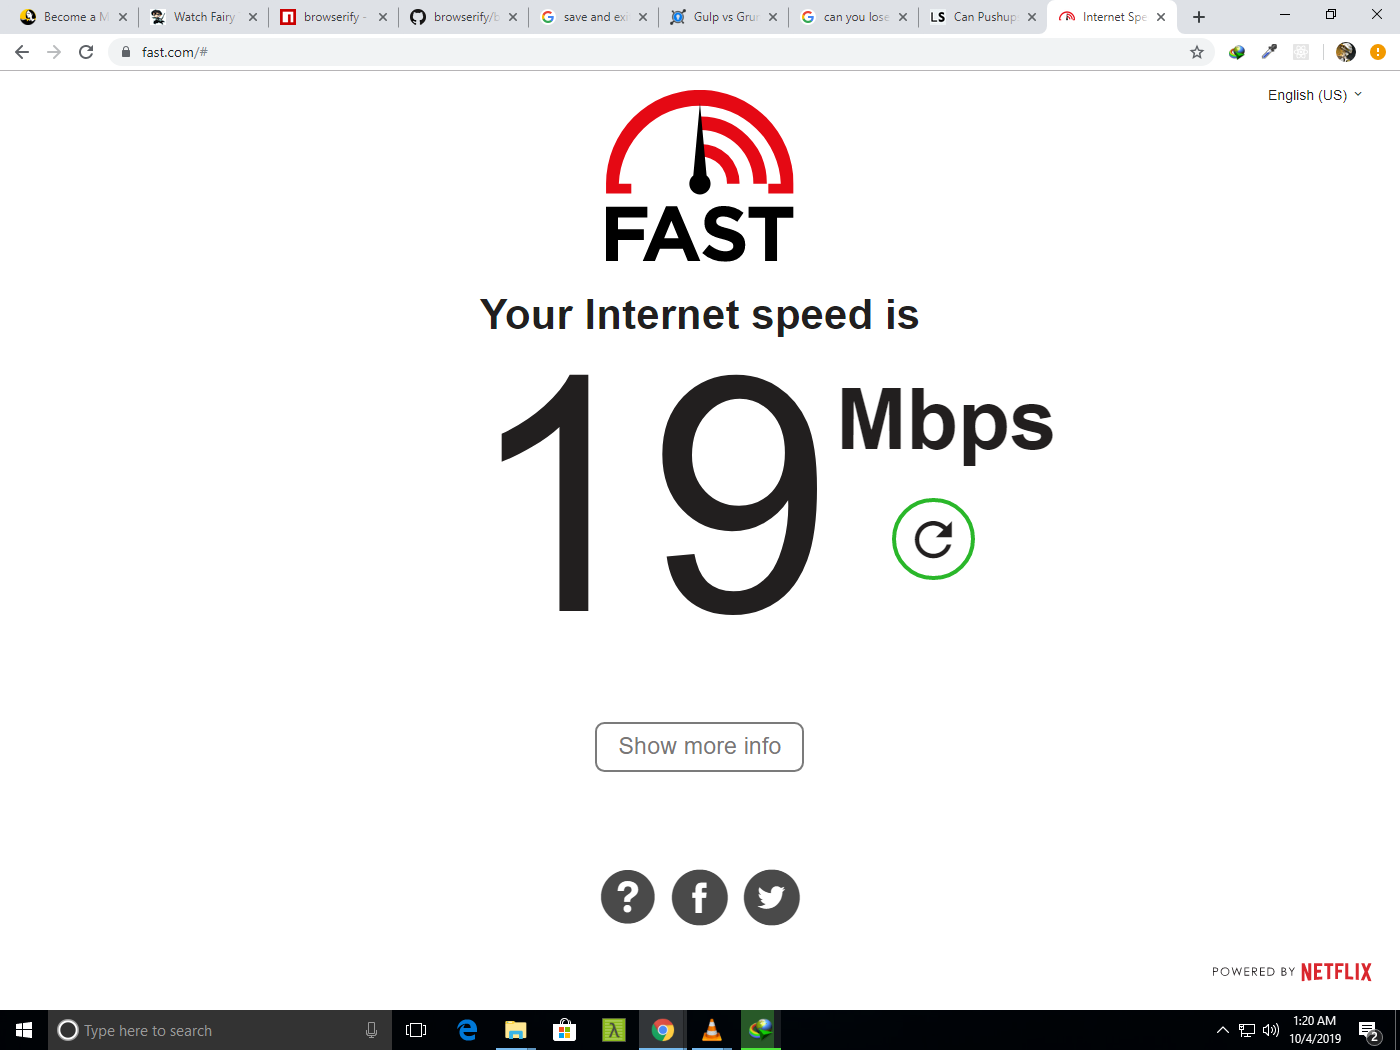 Become a M
Watch Fairy
browserify -
browserify/b
save and exi
Gulp vs Grun
can you lose
LS Can Pushup
Internet Spe
fast.com/#
English (US)
FAST
Your Internet speed is
19 Mbps
Show more info
?
f
POWERED BY NETFLIX
Type here to search
1:20 AM
10/4/2019
2